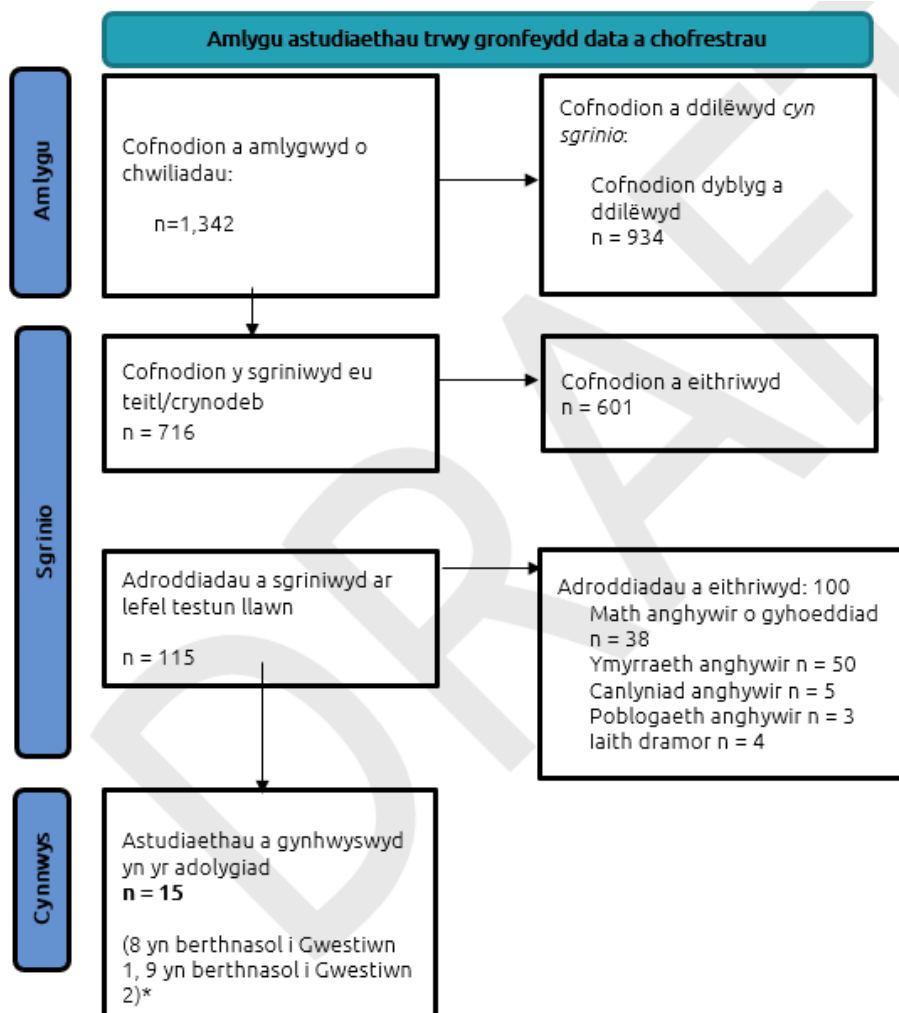 Amlygu astudiaethau trwy gronfeydd data a chofrestrau
Amlygu
Cofnodion a amlygwyd o
chwiliadau:
n=1,342
Cofnodion a ddilëwyd cyn
sgrinio:
Cofnodion dyblyg a
ddilëwyd
n = 934
Sgrinio
Cofnodion y sgriniwyd eu
teitl/crynodeb
n = 716
Cofnodion a eithriwyd
n = 601
Adroddiadau a sgriniwyd ar
lefel testun llawn
n = 115
Adroddiadau a eithriwyd: 100
Math anghywir o gyhoeddiad
n = 38
Ymyrraeth anghywir n = 50
Canlyniad anghywir n = 5
Poblogaeth anghywir n = 3
Iaith dramor n = 4
Cynnwys
Astudiaethau a gynhwyswyd
yn yr adolygiad
n = 15
(8 yn berthnasol i Gwestiwn
1, 9 yn berthnasol i Gwestiwn
2)*
DRAFT